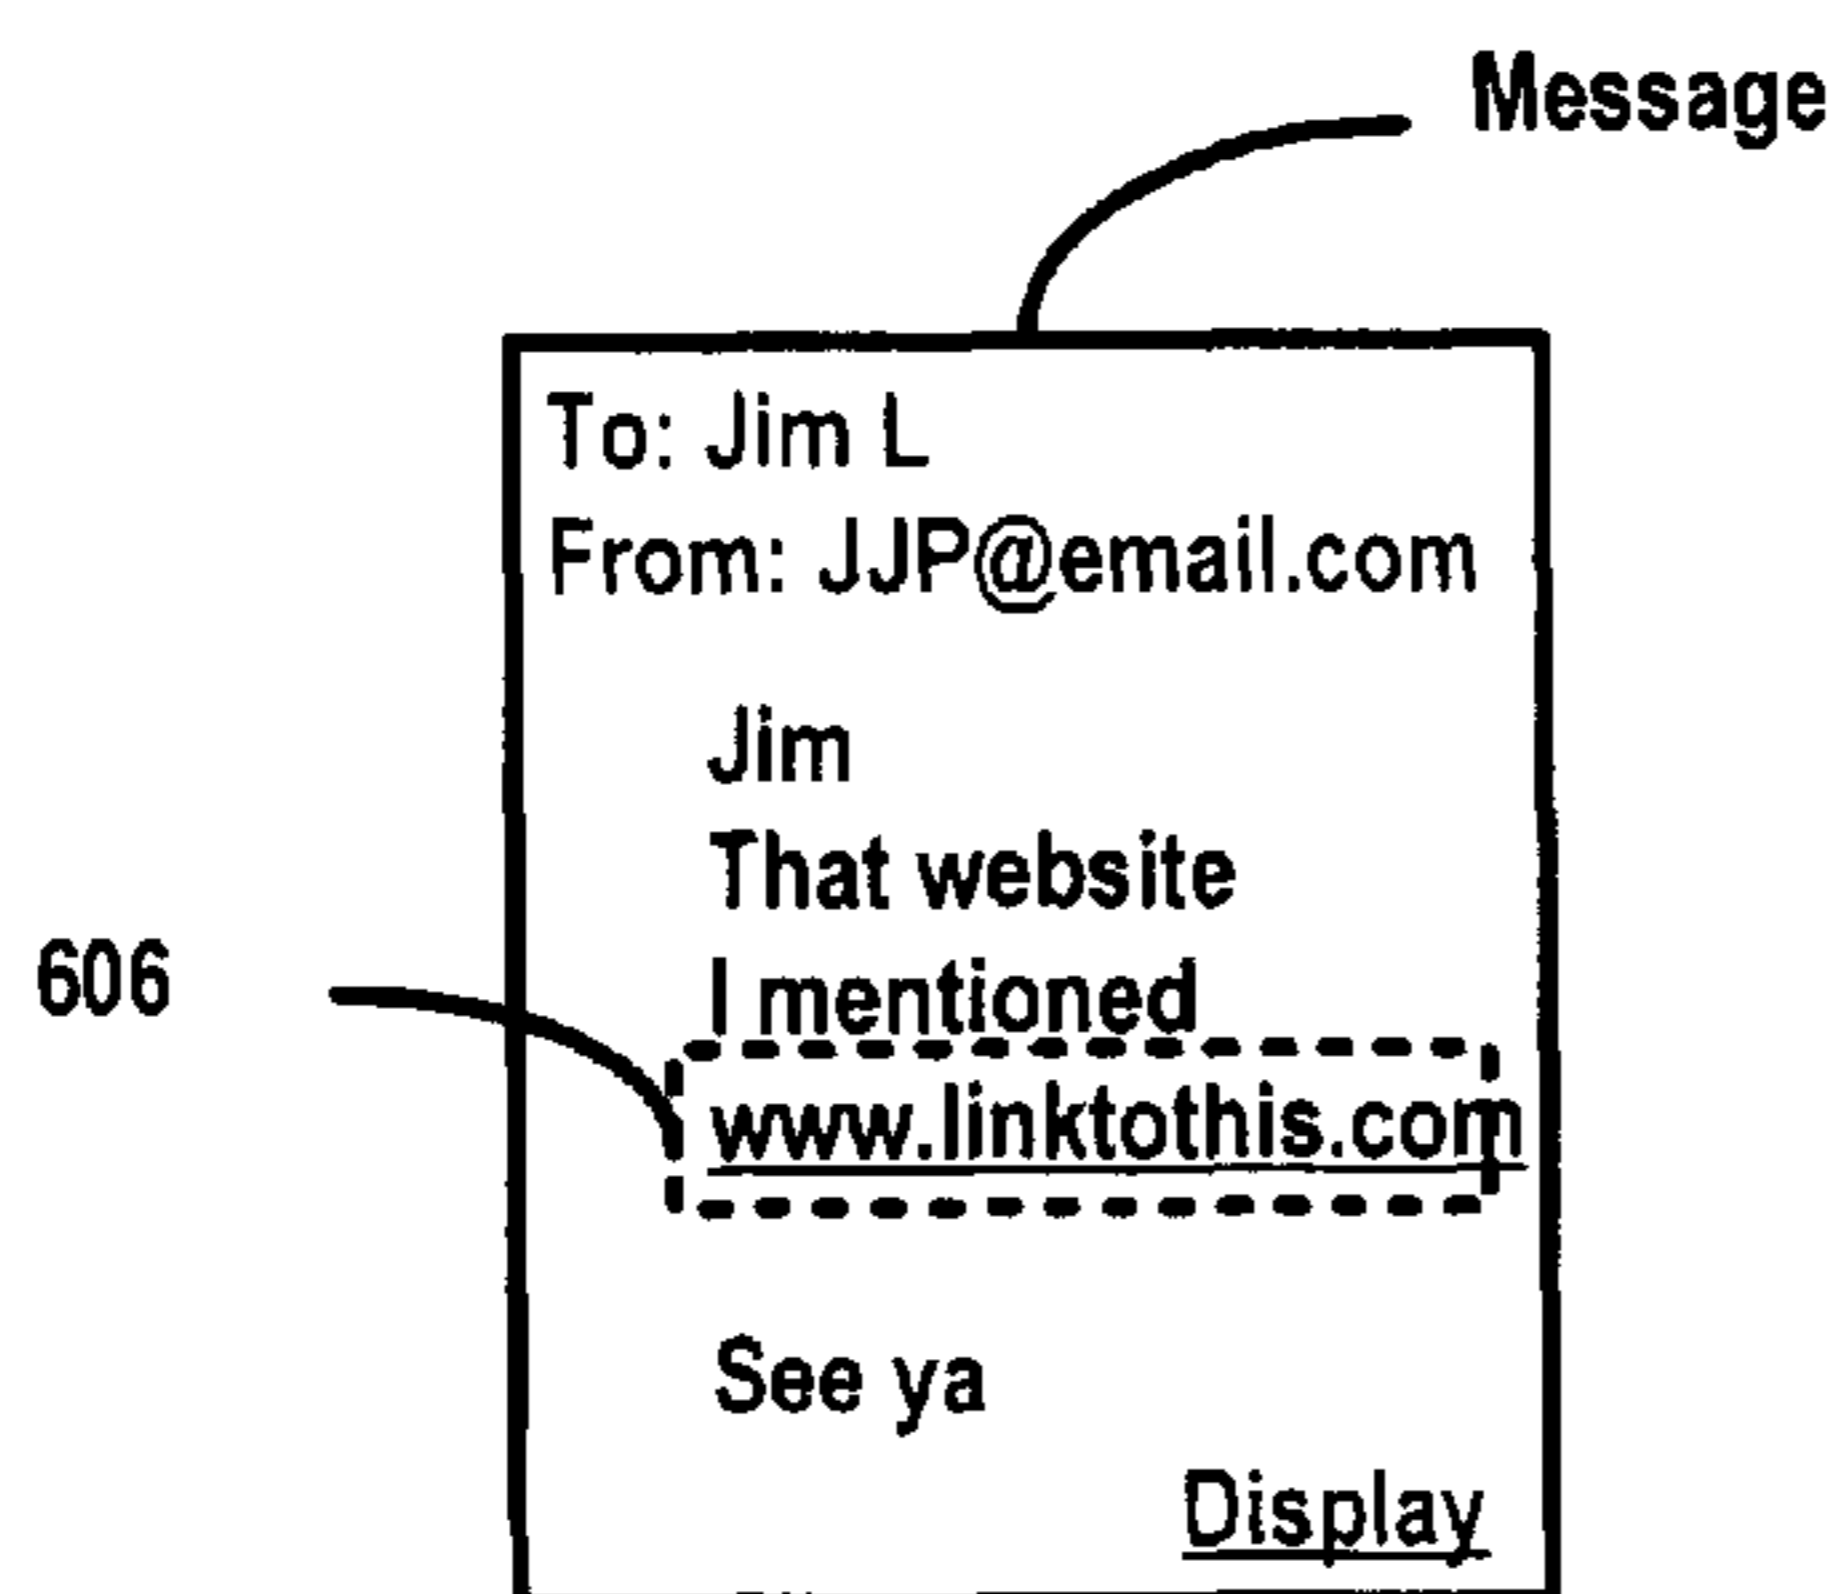 Message
To: Jim L
From: JJP@email.com
Jim
That website
I mentioned
606
www.linktothis.com
See ya
Display